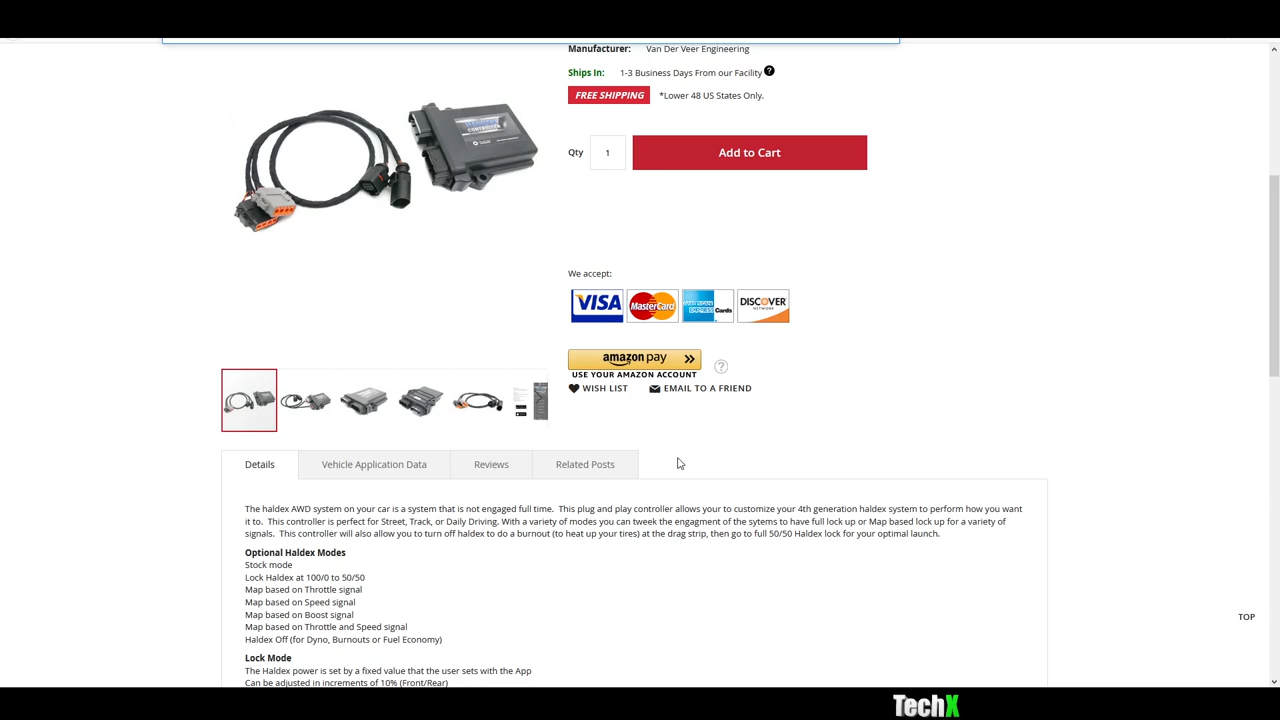 Manufacturer: Van Der Veer Engineering
Ships In: 1-3 Business Days From our Facility ?
FREE SHIPPING *Lower 48 US States Only.
Qty 1 Add to Cart
We accept:
VISA MasterCard AMERICAN EXPRESS Cards DISCOVER NETWORK
amazon pay
?
USE YOUR AMAZON ACCOUNT
WISH LIST EMAIL TO A FRIEND
Details Vehicle Application Data Reviews Related Posts
The haldex AWD system on your car is a system that is not engaged full time. This plug and play controller allows your to customize your 4th generation haldex system to perform how you want
it to. This controller is perfect for Street, Track, or Daily Driving. With a variety of modes you can tweek the engagment of the sytems to have full lock up or Map based lock up for a variety of
signals. This controller will also allow you to turn off haldex to do a burnout (to heat up your tires) at the drag strip, then go to full 50/50 Haldex lock for your optimal launch.
Optional Haldex Modes
Stock mode
Lock Haldex at 100/0 to 50/50
Map based on Throttle signal
Map based on Speed signal
Map based on Boost signal
Map based on Throttle and Speed signal
Haldex Off (for Dyno, Burnouts or Fuel Economy)
TOP
Lock Mode
The Haldex power is set by a fixed value that the user sets with the App
Can be adjusted in increments of 10% (Front/Rear)
TechX